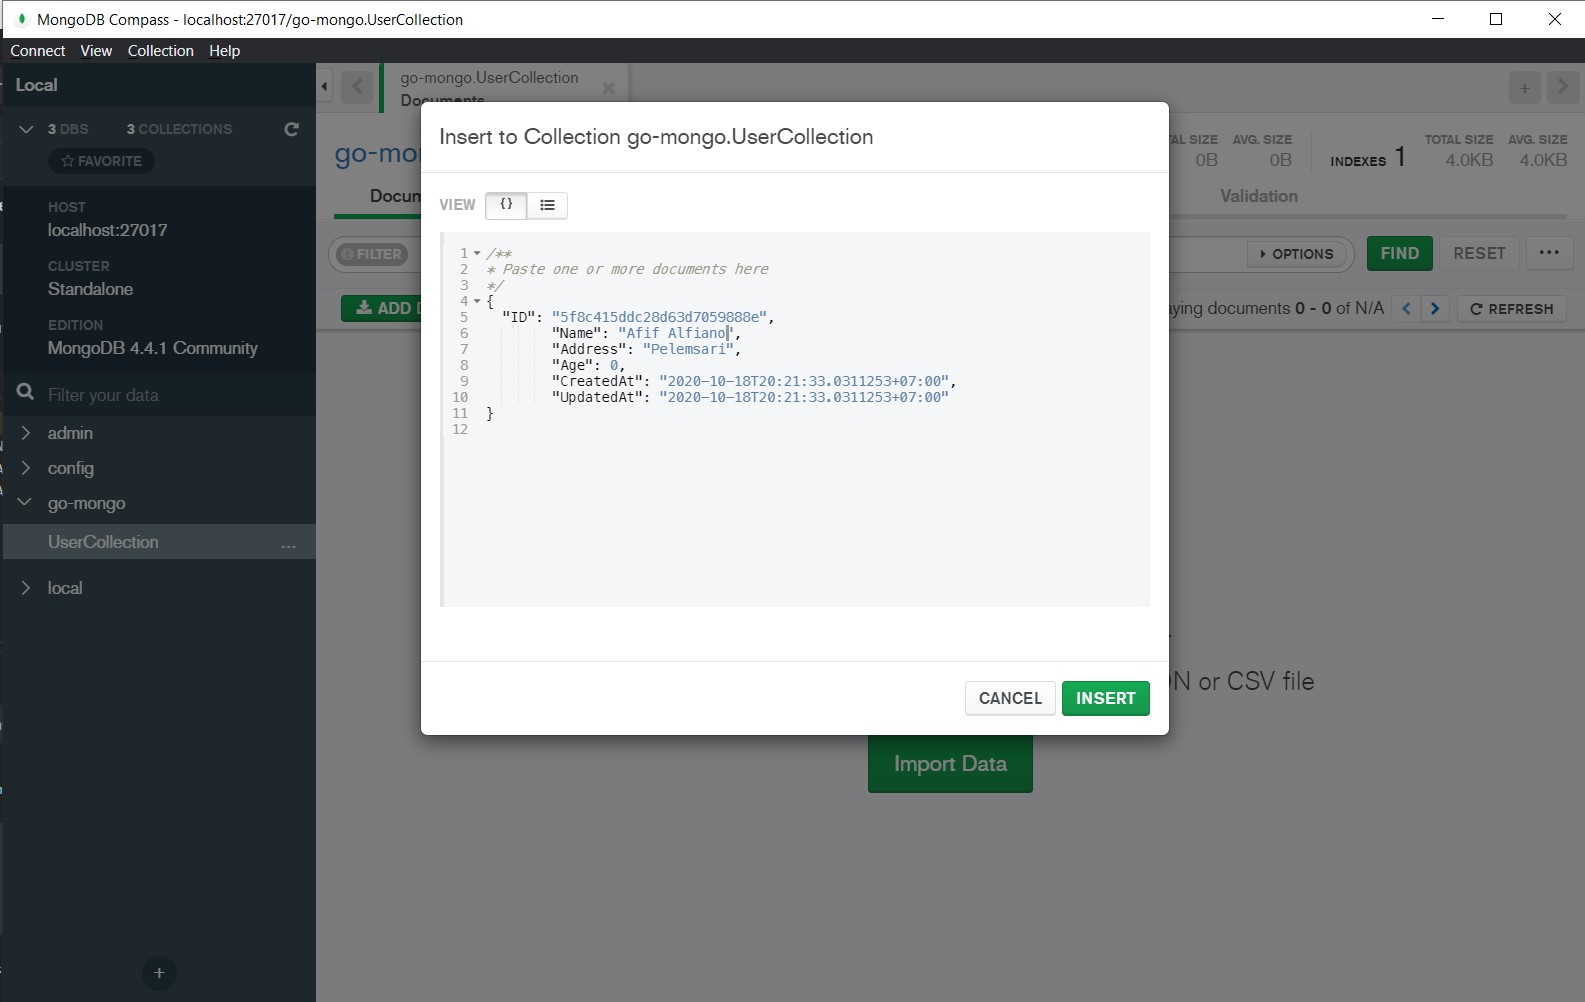 MongoDB Compass - localhost:27017/go-mongo.UserCollection
Connect View Collection Help
Local
3 DBS 3 COLLECTIONS
FAVORITE
HOST
localhost:27017
CLUSTER
Standalone
EDITION
MongoDB 4.4.1 Community
Filter your data
admin
config
go-mongo
UserCollection ...
local
+
go-mongo.UserCollection
Documents
+
go-mo
AL SIZE AVG. SIZE
0B 0B
INDEXES 1
TOTAL SIZE AVG. SIZE
4.0KB 4.0KB
Docum
Validation
FILTER
OPTIONS
FIND
RESET
...
ADD D
aying documents 0 - 0 of N/A
REFRESH
Insert to Collection go-mongo.UserCollection
VIEW {}
1 /**
2 * Paste one or more documents here
3 */
4 {
5 "ID": "5f8c415ddc28d63d7059888e",
6 "Name": "Afif Alfiano",
7 "Address": "Pelemsari",
8 "Age": 0,
9 "CreatedAt": "2020-10-18T20:21:33.0311253+07:00",
10 "UpdatedAt": "2020-10-18T20:21:33.0311253+07:00"
11 }
12
CANCEL INSERT
N or CSV file
Import Data